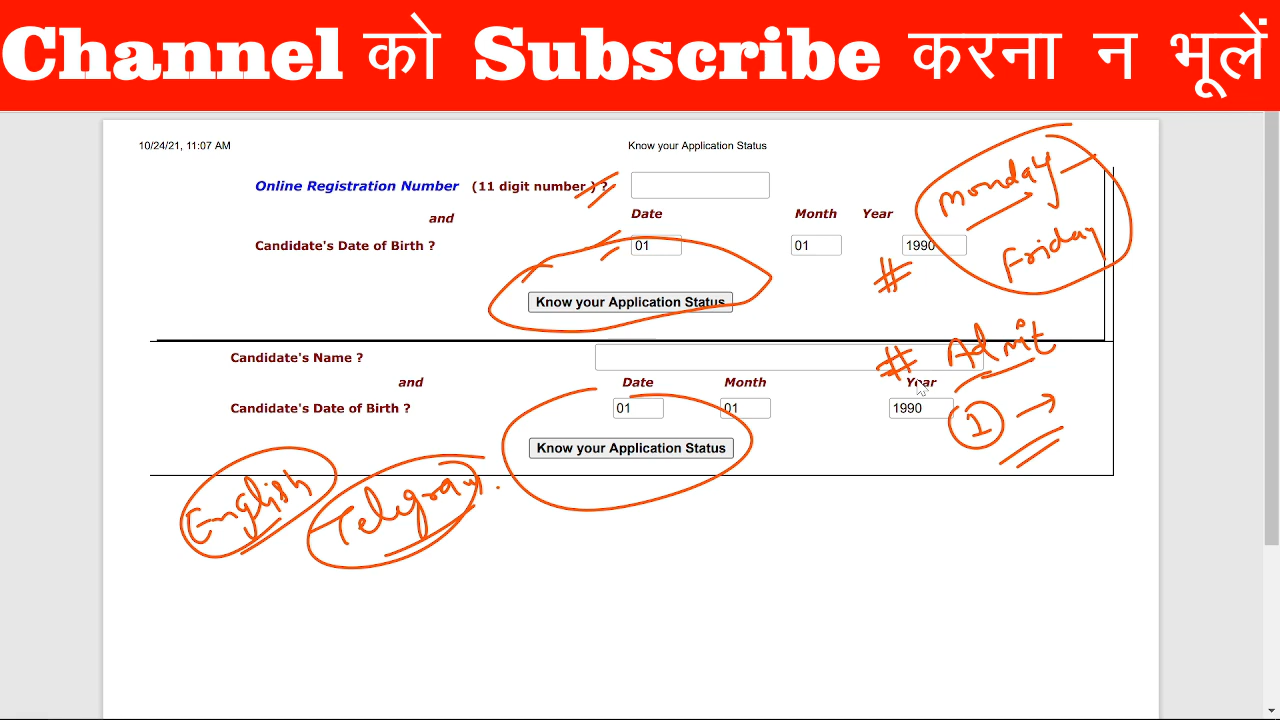 Channel को Subscribe करना न भूलें
10/24/21, 11:07 AM Know your Application Status
Online Registration Number (11 digit number ) ?
and Date Month Year
Candidate's Date of Birth ? 01 01 1990
Monday
Friday
#
Know your Application Status
Candidate's Name ?
# Admit
and Date Month Year
Candidate's Date of Birth ? 01 01 1990
I
Know your Application Status
English Telegram.